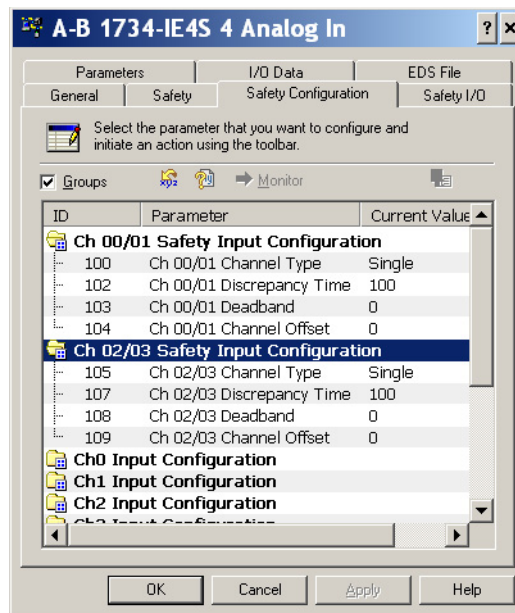 A-B 1734-IE4S 4 Analog In
? ×
Parameters I/O Data EDS File
General Safety Safety Configuration Safety I/O
Select the parameter that you want to configure and
initiate an action using the toolbar.
Groups xyz ? Monitor
ID Parameter Current Value
Ch 00/01 Safety Input Configuration
100 Ch 00/01 Channel Type Single
102 Ch 00/01 Discrepancy Time 100
103 Ch 00/01 Deadband 0
104 Ch 00/01 Channel Offset 0
Ch 02/03 Safety Input Configuration
105 Ch 02/03 Channel Type Single
107 Ch 02/03 Discrepancy Time 100
108 Ch 02/03 Deadband 0
109 Ch 02/03 Channel Offset 0
Ch0 Input Configuration
Ch1 Input Configuration
Ch2 Input Configuration
Ch3 Input Configuration
OK Cancel Apply Help